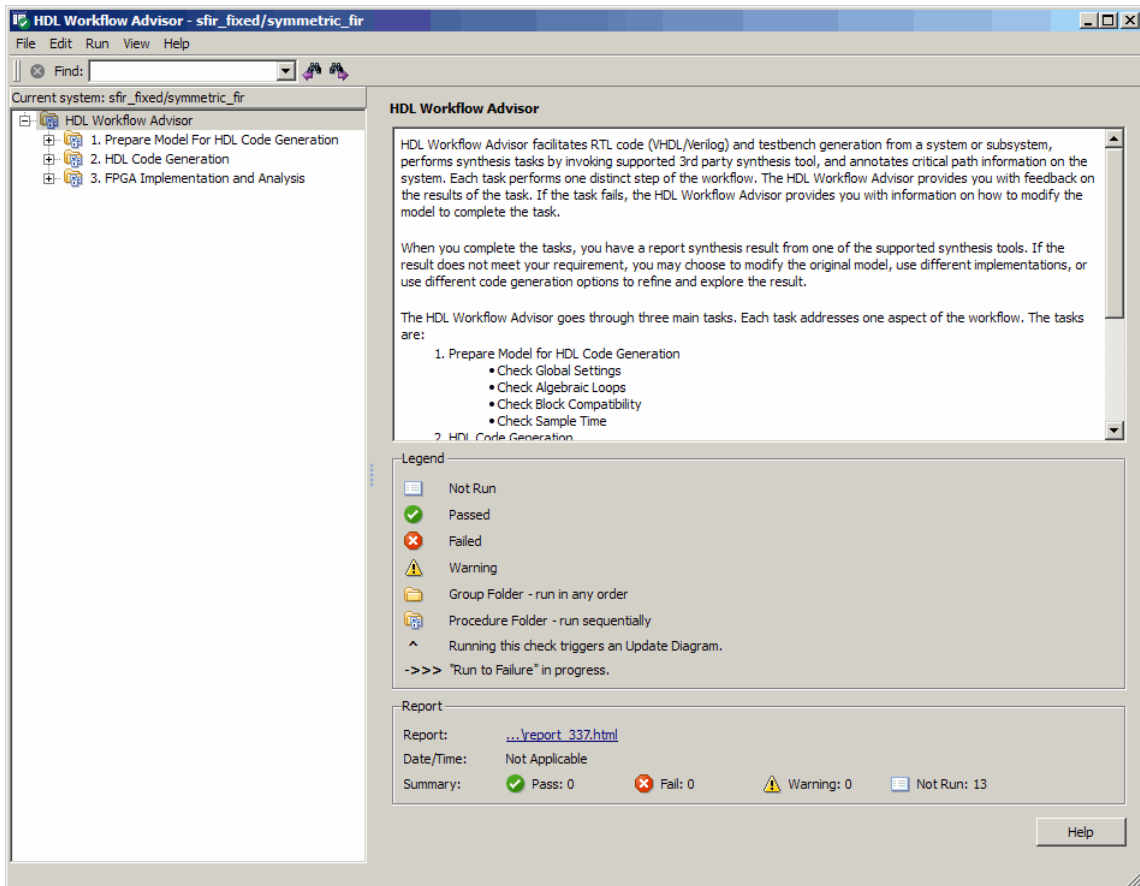 HDL Workflow Advisor - sfir_fixed/symmetric_fir
File Edit Run View Help
Find:
Current system: sfir_fixed/symmetric_fir
HDL Workflow Advisor
1. Prepare Model For HDL Code Generation
2. HDL Code Generation
3. FPGA Implementation and Analysis
HDL Workflow Advisor
HDL Workflow Advisor facilitates RTL code (VHDL/Verilog) and testbench generation from a system or subsystem,
performs synthesis tasks by invoking supported 3rd party synthesis tool, and annotates critical path information on the
system. Each task performs one distinct step of the workflow. The HDL Workflow Advisor provides you with feedback on
the results of the task. If the task fails, the HDL Workflow Advisor provides you with information on how to modify the
model to complete the task.
When you complete the tasks, you have a report synthesis result from one of the supported synthesis tools. If the
result does not meet your requirement, you may choose to modify the original model, use different implementations, or
use different code generation options to refine and explore the result.
The HDL Workflow Advisor goes through three main tasks. Each task addresses one aspect of the workflow. The tasks
are:
1. Prepare Model for HDL Code Generation
• Check Global Settings
• Check Algebraic Loops
• Check Block Compatibility
• Check Sample Time
2. HDL Code Generation
Legend
Not Run
Passed
Failed
Warning
Group Folder - run in any order
Procedure Folder - run sequentially
^ Running this check triggers an Update Diagram.
->>> "Run to Failure" in progress.
Report
Report: ...\report_337.html
Date/Time: Not Applicable
Summary: Pass: 0 Fail: 0 Warning: 0 Not Run: 13
Help